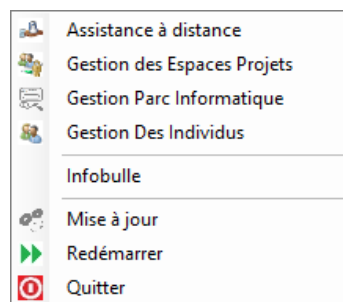 Assistance à distance
Gestion des Espaces Projets
Gestion Parc Informatique
Gestion Des Individus
Infobulle
Mise à jour
Redémarrer
Quitter